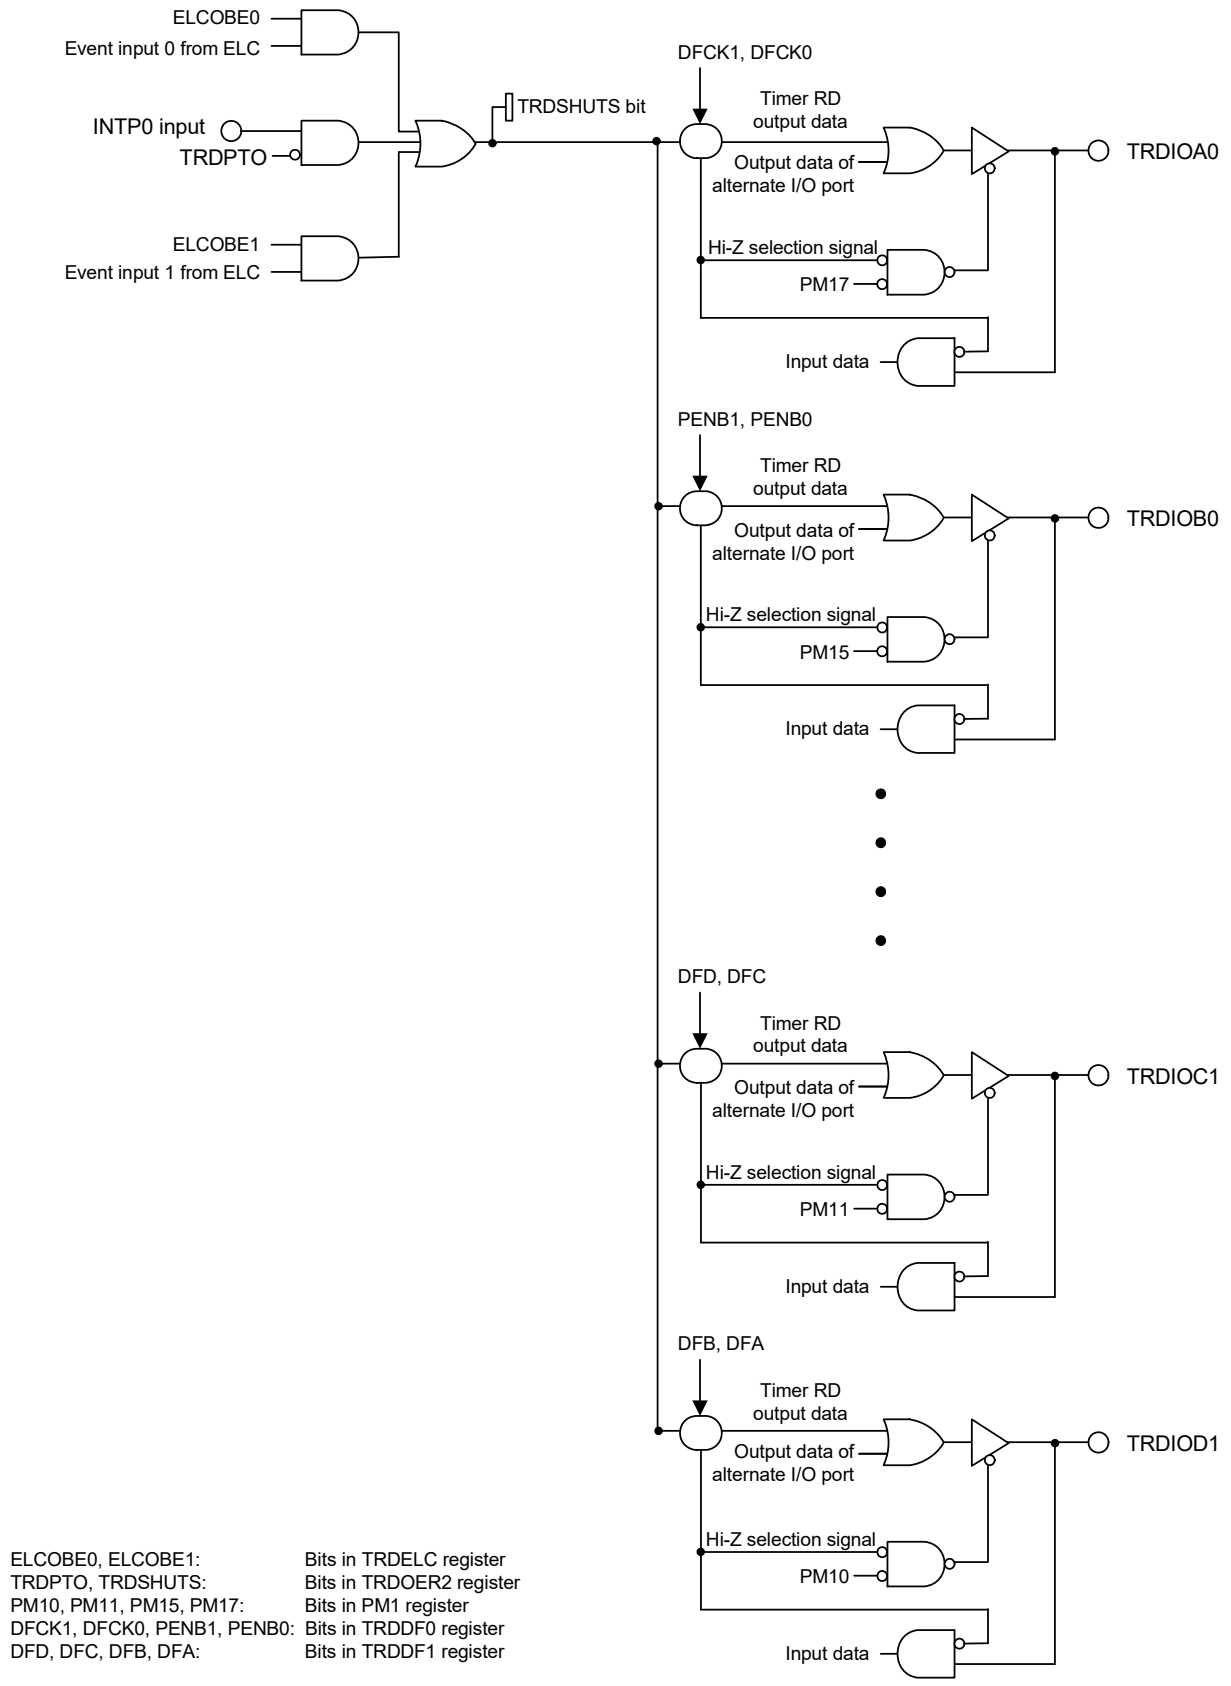 ELCOBE0
Event input 0 from ELC
INTP0 input
TRDPTO
ELCOBE1
Event input 1 from ELC
TRDSHUTS bit
DFCK1, DFCK0
Timer RD
output data
Output data of
alternate I/O port
TRDIOA0
Hi-Z selection signal
PM17
Input data
PENB1, PENB0
Timer RD
output data
Output data of
alternate I/O port
TRDIOB0
Hi-Z selection signal
PM15
Input data
DFD, DFC
Timer RD
output data
Output data of
alternate I/O port
TRDIOC1
Hi-Z selection signal
PM11
Input data
DFB, DFA
Timer RD
output data
Output data of
alternate I/O port
TRDIOD1
Hi-Z selection signal
PM10
Input data
ELCOBE0, ELCOBE1: Bits in TRDELC register
TRDPTO, TRDSHUTS: Bits in TRDOER2 register
PM10, PM11, PM15, PM17: Bits in PM1 register
DFCK1, DFCK0, PENB1, PENB0: Bits in TRDDF0 register
DFD, DFC, DFB, DFA: Bits in TRDDF1 register